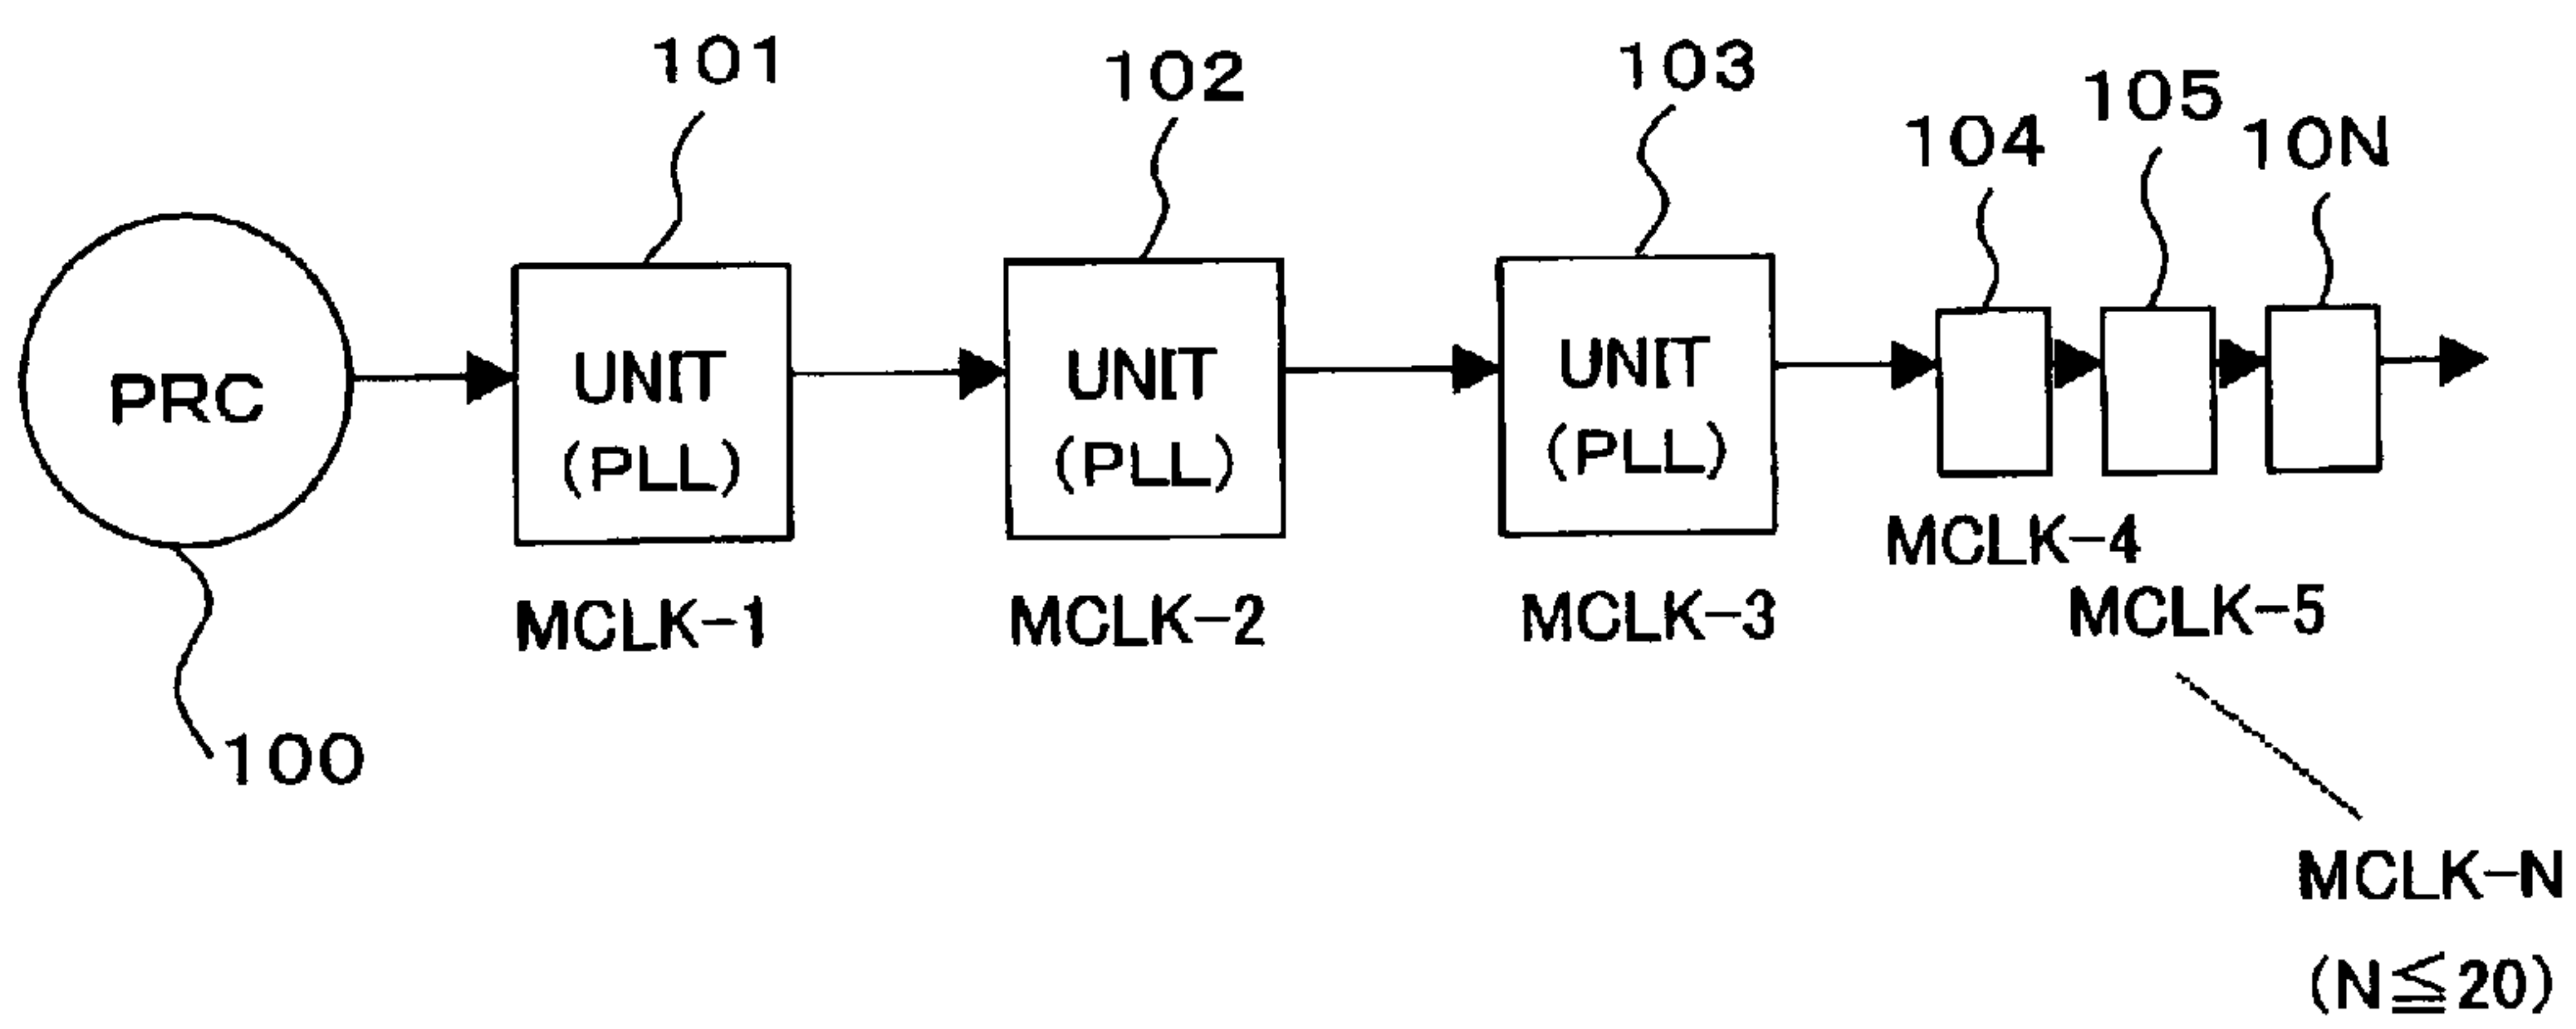 101
102
103
104
105
10N
PRC
UNIT
(PLL)
UNIT
(PLL)
UNIT
(PLL)
MCLK-1
MCLK-2
MCLK-3
MCLK-4
MCLK-5
100
MCLK-N
(N≦20)